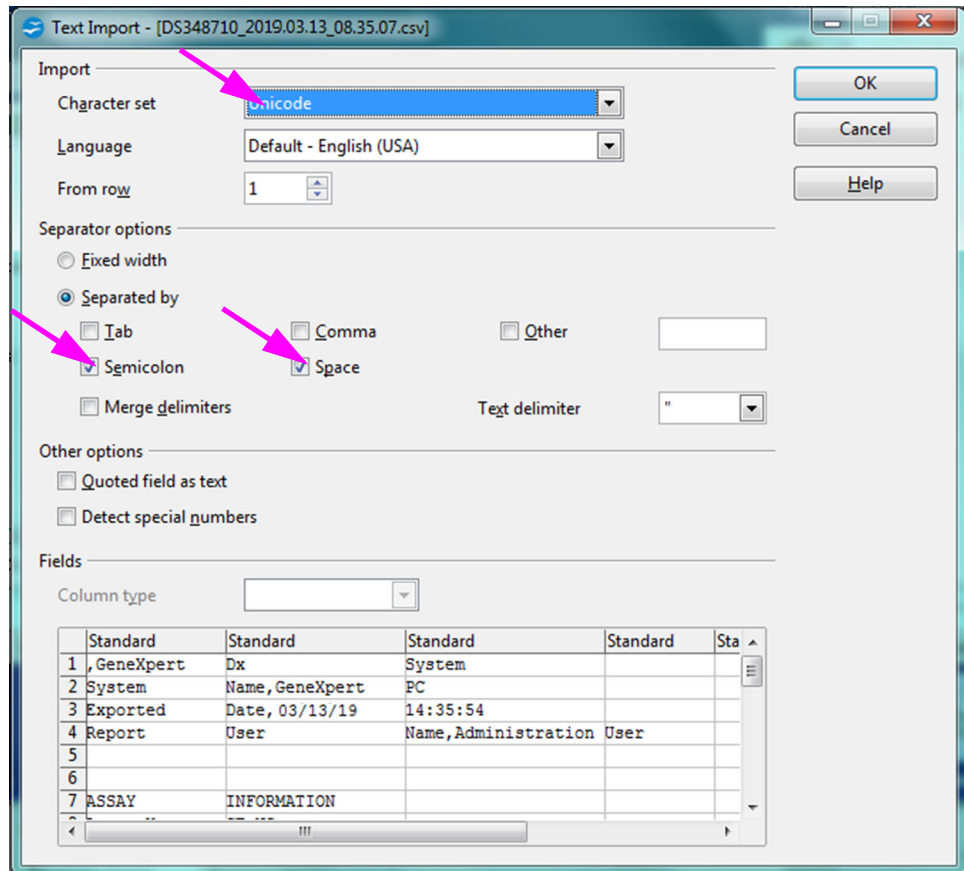 Text Import - [DS348710_2019.03.13_08.35.07.csv]
Import
OK
Character set Unicode
Cancel
Language Default - English (USA)
Help
From row 1
Separator options
Fixed width
Separated by
Tab Comma Other
Semicolon Space
Merge delimiters Text delimiter "
Other options
Quoted field as text
Detect special numbers
Fields
Column type
Standard Standard Standard Standard Sta
1 ,GeneXpert Dx System
2 System Name,GeneXpert PC
3 Exported Date, 03/13/19 14:35:54
4 Report User Name,Administration User
5
6
7 ASSAY INFORMATION